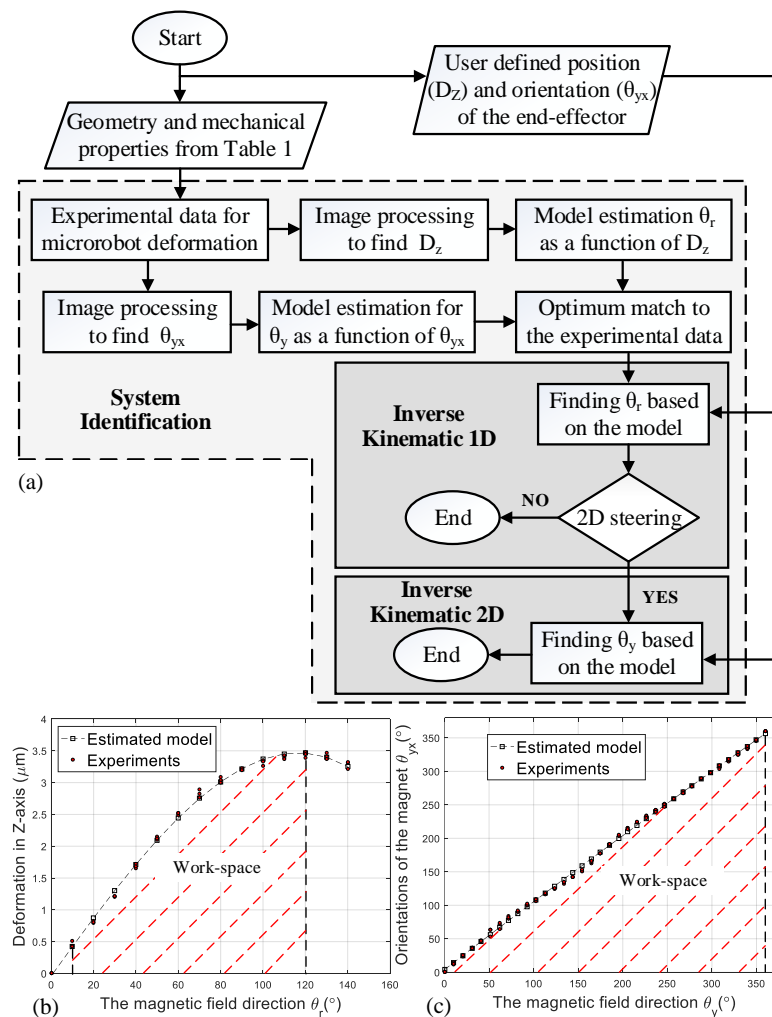 Start
User defined position
(D_Z) and orientation (θ_yx)
of the end-effector
Geometry and mechanical
properties from Table 1
Experimental data for
microrobot deformation
Image processing
to find D_z
Model estimation θ_r
as a function of D_z
Image processing
to find θ_yx
Model estimation for
θ_y as a function of θ_yx
Optimum match to
the experimental data
System
Identification
Inverse
Kinematic 1D
Finding θ_r based
on the model
(a)
NO
End
2D steering
YES
Inverse
Kinematic 2D
End
Finding θ_y based
on the model
Deformation in Z-axis (μm)
4
3.5
3
2.5
2
1.5
1
0.5
0
Estimated model
Experiments
Work-space
0 20 40 60 80 100 120 140 160
(b)
The magnetic field direction θ_r(°)
Orientations of the magnet θ_yx(°)
350
300
250
200
150
100
50
0
Estimated model
Experiments
Work-space
0 50 100 150 200 250 300 350
(c)
The magnetic field direction θ_y(°)